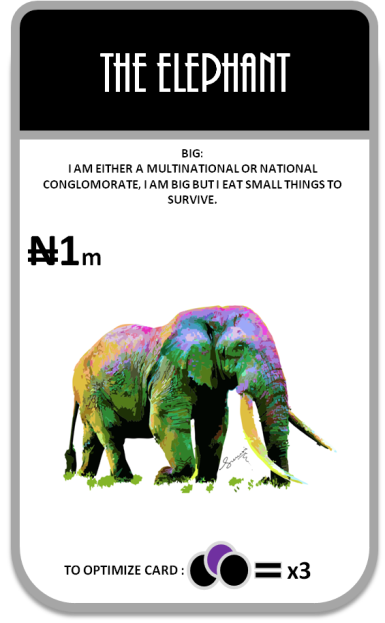 THE ELEPHANT
BIG:
I AM EITHER A MULTINATIONAL OR NATIONAL
CONGLOMORATE, I AM BIG BUT I EAT SMALL THINGS TO
SURVIVE.
₦1m
TO OPTIMIZE CARD : = x3